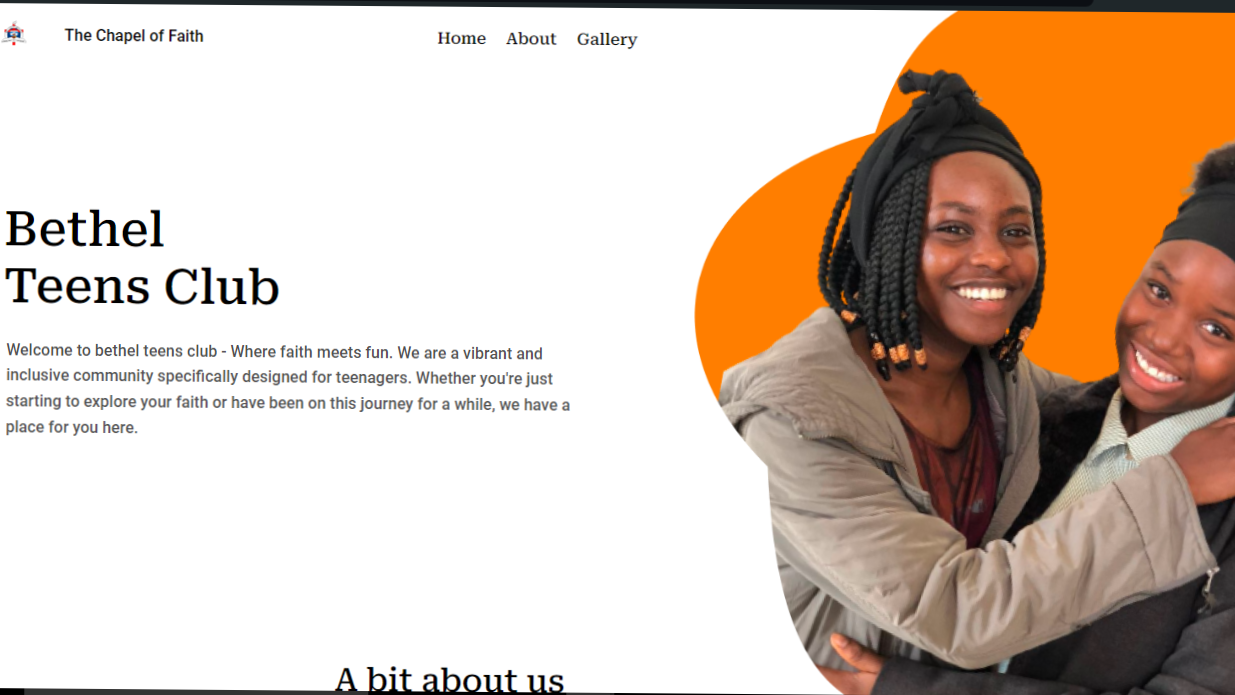 The Chapel of Faith
Home About Gallery
Bethel
Teens Club
Welcome to bethel teens club - Where faith meets fun. We are a vibrant and
inclusive community specifically designed for teenagers. Whether you're just
starting to explore your faith or have been on this journey for a while, we have a
place for you here.
A bit about us